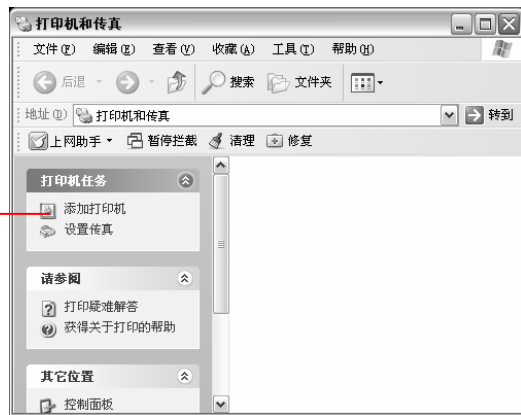 打印机和传真
文件(F) 编辑(E) 查看(V) 收藏(A) 工具(T) 帮助(H)
后退 搜索 文件夹
地址(D) 打印机和传真 转到
上网助手 暂停拦截 清理 修复
打印机任务
添加打印机
设置传真
请参阅
打印疑难解答
获得关于打印的帮助
其它位置
控制面板